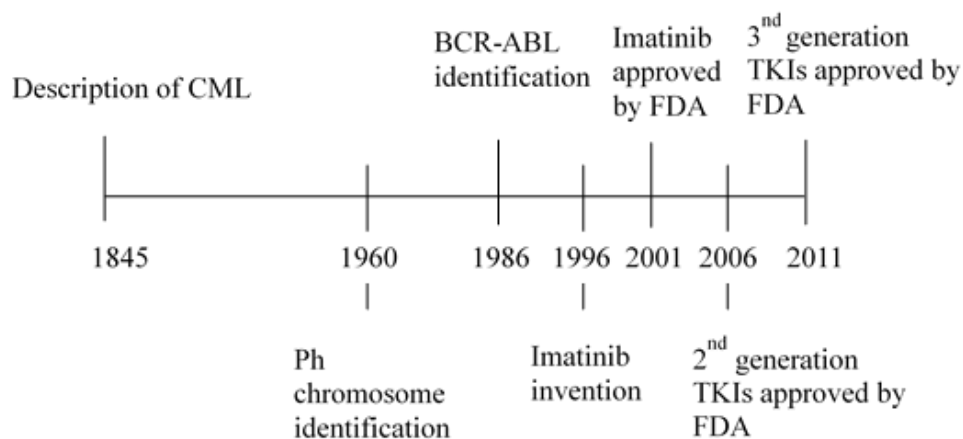 Description of CML
BCR-ABL
identification
Imatinib
approved
by FDA
3nd generation
TKIs approved by
FDA
1845
1960
1986
1996
2001
2006
2011
Ph
chromosome
identification
Imatinib
invention
2nd generation
TKIs approved by
FDA